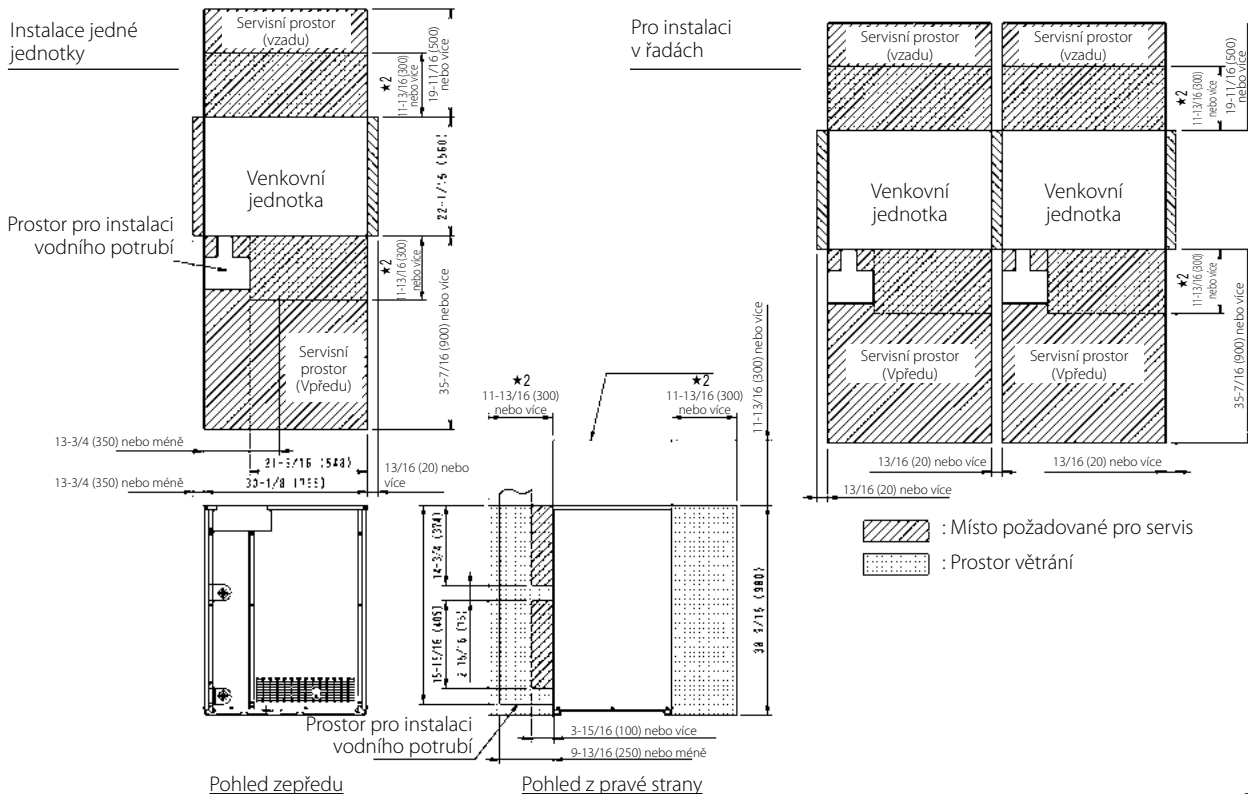 Instalace jedné
jednotky
Servisní prostor
(vzadu)
★2
11-13/16 (300)
nebo více
19-11/16 (500)
nebo více
Venkovní
jednotka
22-1/16 (560)
Prostor pro instalaci
vodního potrubí
★2
11-13/16 (300)
nebo více
35-7/16 (900) nebo více
Servisní
prostor
(Vpředu)
13-3/4 (350) nebo méně
13-3/4 (350) nebo méně
13/16 (20) nebo
více
Pohled zepředu
★2
11-13/16 (300)
nebo více
★2
11-13/16 (300)
nebo více
11-13/16 (300) nebo více
14-3/4 (374)
15-15/16 (405)
2-15/16 (75)
(980)
Prostor pro instalaci
vodního potrubí
3-15/16 (100) nebo více
9-13/16 (250) nebo méně
Pohled z pravé strany
Pro instalaci
v řadách
Servisní prostor
(vzadu)
Servisní prostor
(vzadu)
★2
11-13/16 (300)
nebo více
19-11/16 (500)
nebo více
Venkovní
jednotka
Venkovní
jednotka
★2
11-13/16 (300)
nebo více
35-7/16 (900) nebo více
Servisní prostor
(Vpředu)
Servisní prostor
(Vpředu)
13/16 (20) nebo více
13/16 (20) nebo více
13/16 (20) nebo více
: Místo požadované pro servis
: Prostor větrání